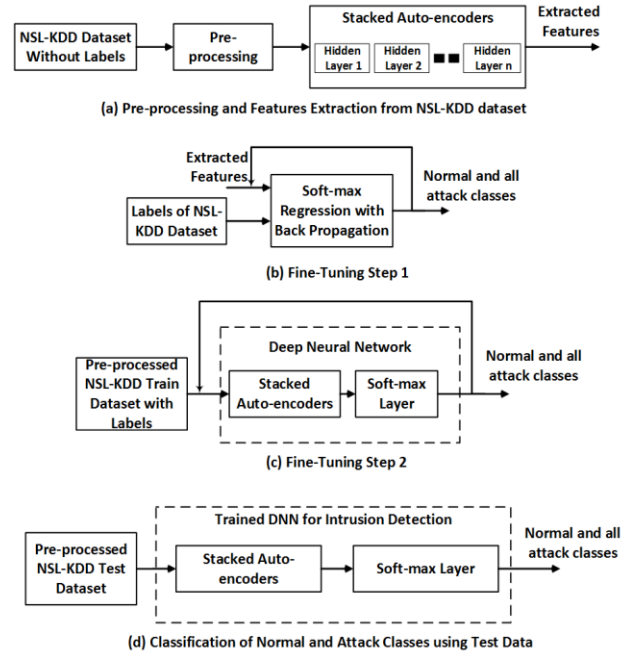 Stacked Auto-encoders
Extracted
Features
NSL-KDD Dataset
Without Labels
Pre-
processing
Hidden
Layer 1
Hidden
Layer 2
Hidden
Layer n
(a) Pre-processing and Features Extraction from NSL-KDD dataset
Extracted
Features
Labels of NSL-
KDD Dataset
Soft-max
Regression with
Back Propagation
Normal and all
attack classes
(b) Fine-Tuning Step 1
Pre-processed
NSL-KDD Train
Dataset with
Labels
Deep Neural Network
Stacked
Auto-encoders
Soft-max
Layer
Normal and all
attack classes
(c) Fine-Tuning Step 2
Trained DNN for Intrusion Detection
Pre-processed
NSL-KDD Test
Dataset
Stacked Auto-
encoders
Soft-max Layer
Normal and all
attack classes
(d) Classification of Normal and Attack Classes using Test Data